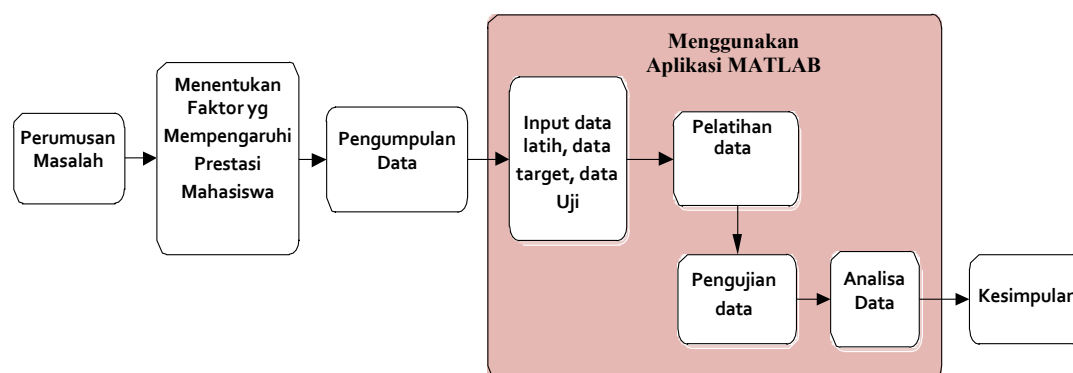 Perumusan
Masalah
Menentukan
Faktor yg
Mempengaruhi
Prestasi
Mahasiswa
Pengumpulan
Data
Menggunakan
Aplikasi MATLAB
Input data
latih, data
target, data
Uji
Pelatihan
data
Pengujian
data
Analisa
Data
Kesimpulan